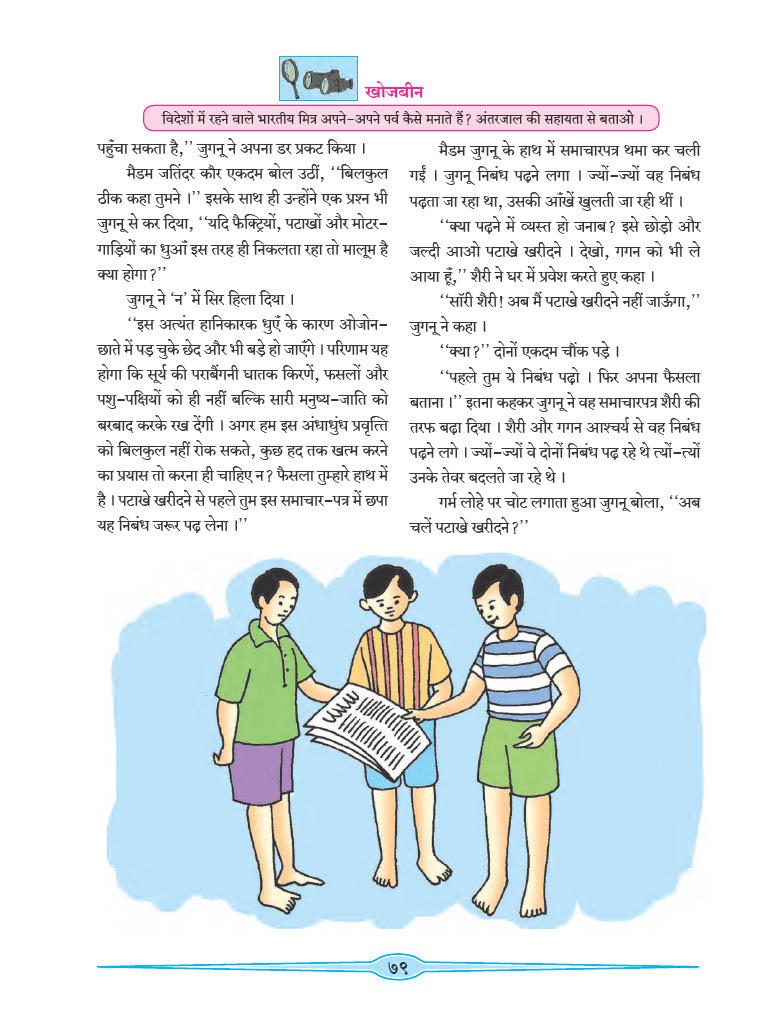 खोजबीन
विदेशों में रहने वाले भारतीय मित्र अपने-अपने पर्व कैसे मनाते हैं ? अंतरजाल की सहायता से बताओ ।
पहुँचा सकता है,’’ जुगनू ने अपना डर प्रकट किया ।
मैडम जतिंदर कौर एकदम बोल उठीं, ‘‘बिलकुल
ठीक कहा तुमने ।’’ इसके साथ ही उन्होंने एक प्रश्न भी
जुगनू से कर दिया, ‘‘यदि फैक्ट्रियों, पटाखों और मोटर-
गाड़ियों का धुआँ इस तरह ही निकलता रहा तो मालूम है
क्या होगा ?’’
जुगनू ने ‘न’ में सिर हिला दिया ।
‘‘इस अत्यंत हानिकारक धुएँ के कारण ओजोन-
छाते में पड़ चुके छेद और भी बड़े हो जाएँगे । परिणाम यह
होगा कि सूर्य की पराबैंगनी घातक किरणें, फसलों और
पशु-पक्षियों को ही नहीं बल्कि सारी मनुष्य-जाति को
बरबाद करके रख देंगी । अगर हम इस अंधाधुंध प्रवृत्ति
को बिलकुल नहीं रोक सकते, कुछ हद तक खत्म करने
का प्रयास तो करना ही चाहिए न ? फैसला तुम्हारे हाथ में
है । पटाखे खरीदने से पहले तुम इस समाचार-पत्र में छपा
यह निबंध जरूर पढ़ लेना ।’’
मैडम जुगनू के हाथ में समाचारपत्र थमा कर चली
गईं । जुगनू निबंध पढ़ने लगा । ज्यों-ज्यों वह निबंध
पढ़ता जा रहा था, उसकी आँखें खुलती जा रही थीं ।
‘‘क्या पढ़ने में व्यस्त हो जनाब ? इसे छोड़ो और
जल्दी आओ पटाखे खरीदने । देखो, गगन को भी ले
आया हूँ,’’ शैरी ने घर में प्रवेश करते हुए कहा ।
‘‘सॉरी शैरी ! अब मैं पटाखे खरीदने नहीं जाऊँगा,’’
जुगनू ने कहा ।
‘‘क्या ?’’ दोनों एकदम चौंक पड़े ।
‘‘पहले तुम ये निबंध पढ़ो । फिर अपना फैसला
बताना ।’’ इतना कहकर जुगनू ने वह समाचारपत्र शैरी की
तरफ बढ़ा दिया । शैरी और गगन आश्चर्य से वह निबंध
पढ़ने लगे । ज्यों-ज्यों वे दोनों निबंध पढ़ रहे थे त्यों-त्यों
उनके तेवर बदलते जा रहे थे ।
गर्म लोहे पर चोट लगाता हुआ जुगनू बोला, ‘‘अब
चलें पटाखे खरीदने ?’’
७९